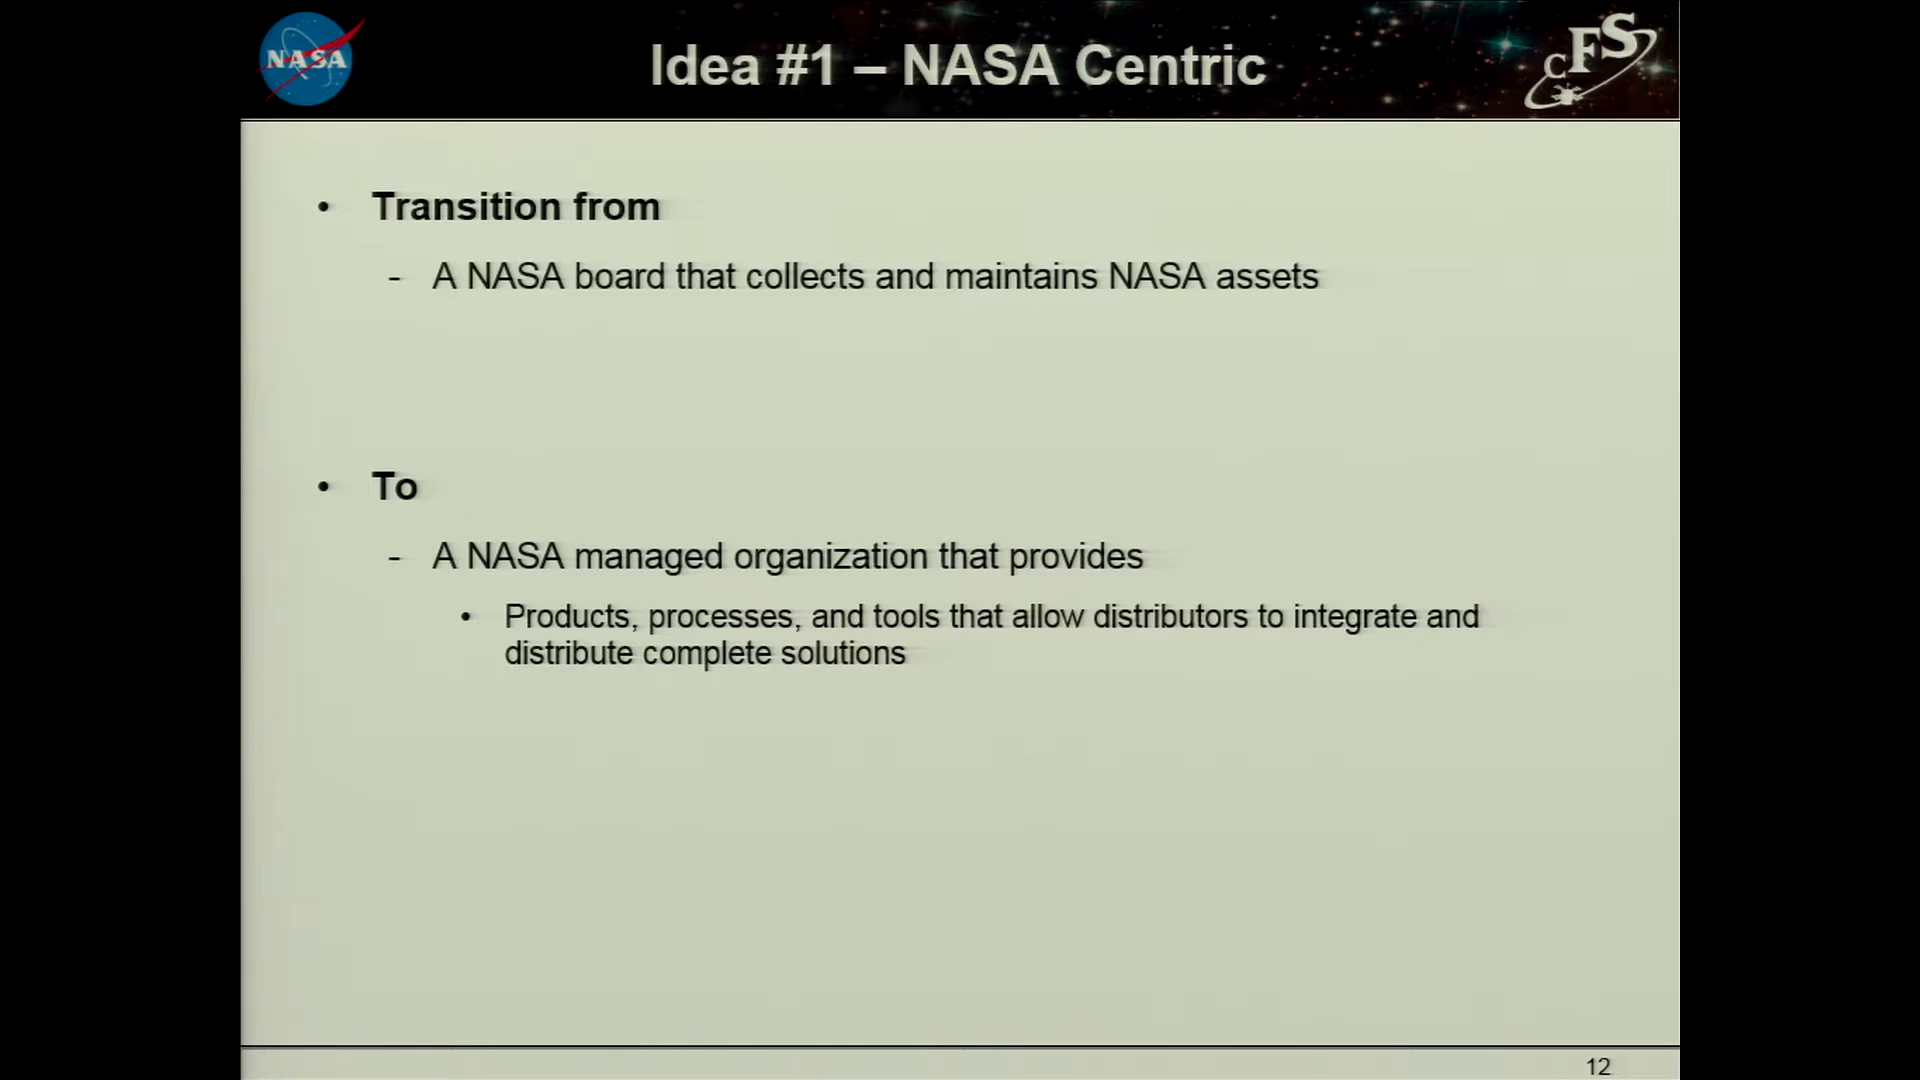 NASA
Idea #1 – NASA Centric
cFS
• Transition from
- A NASA board that collects and maintains NASA assets
• To
- A NASA managed organization that provides
• Products, processes, and tools that allow distributors to integrate and
distribute complete solutions
12